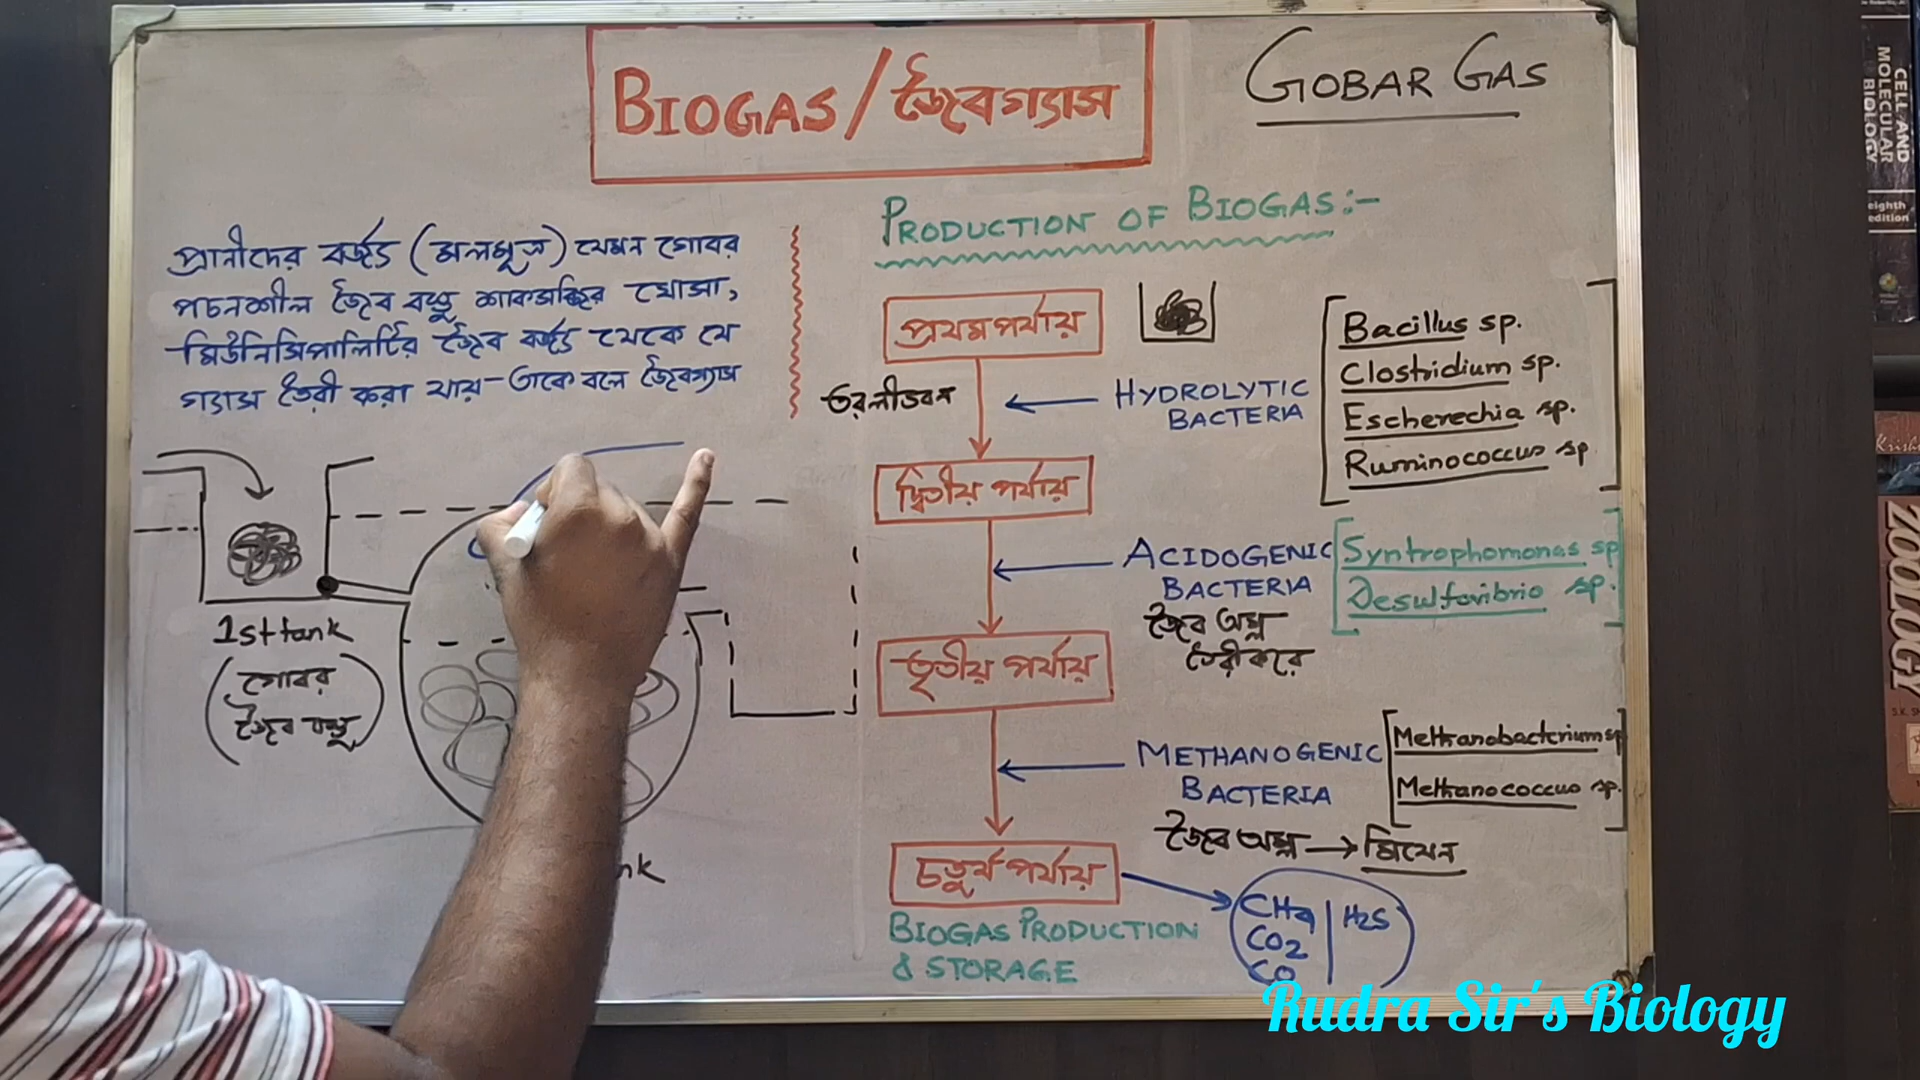 BIOGAS / জৈবগ্যাস
GOBAR GAS
প্রানীদের বর্জ্য (মলমূত্র) যেমন গোবর
পচনশীল জৈব বস্তু শাকসব্জির খোসা,
মিউনিসিপালিটির জৈব বর্জ্য থেকে যে
গ্যাস তৈরী করা যায় - তাকে বলে জৈবগ্যাস
1st tank
(গোবর
জৈব বস্তু)
PRODUCTION OF BIOGAS:-
প্রথম পর্যায়
তরলীভবন
HYDROLYTIC
BACTERIA
Bacillus sp.
Clostridium sp.
Escherechia sp.
Ruminococcus sp
দ্বিতীয় পর্যায়
ACIDOGENIC
BACTERIA
জৈব অম্ল
তৈরী করে
Syntrophomonas sp
Desulfovibrio sp.
তৃতীয় পর্যায়
METHANOGENIC
BACTERIA
Methanobacterium sp
Methanococcus sp.
জৈব অম্ল → মিথেন
চতুর্থ পর্যায়
BIOGAS PRODUCTION
& STORAGE
CH4 | H2S
CO2
CO
Rudra Sir's Biology
CELL AND
MOLECULAR
BIOLOGY
eighth
edition
ZOOLOGY